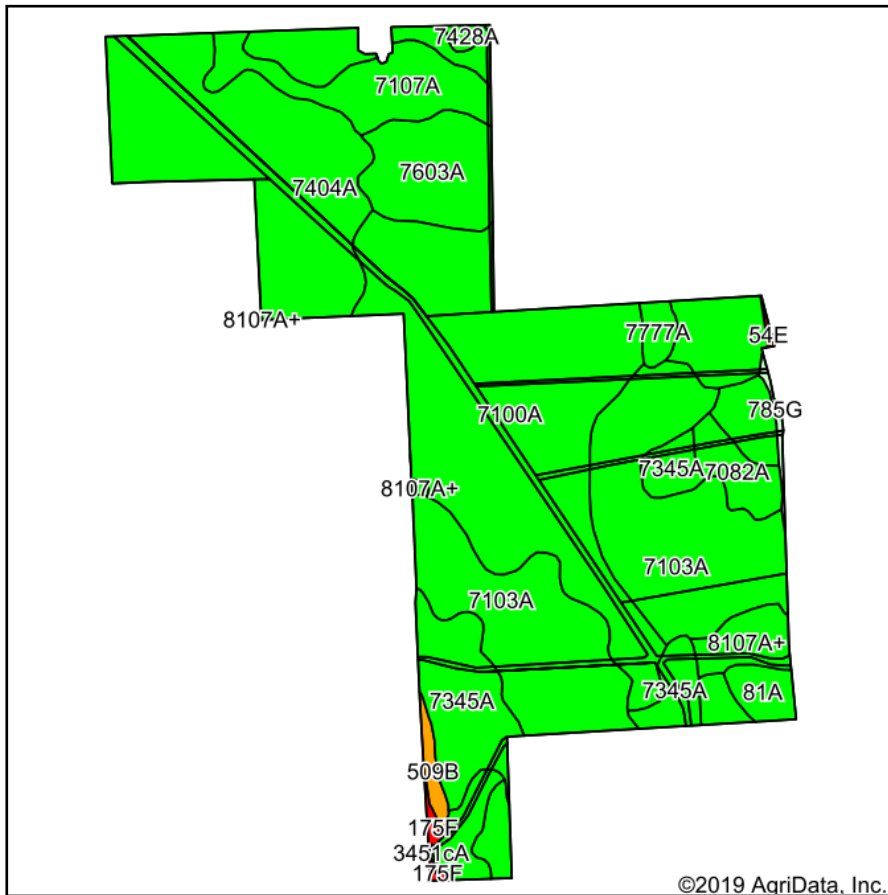 7428A
7107A
7603A
7404A
8107A+
7777A
54E
7100A
785G
7345A
7082A
8107A+
7103A
7103A
8107A+
7345A
7345A
81A
509B
175F
3451cA
175F
©2019 AgriData, Inc.